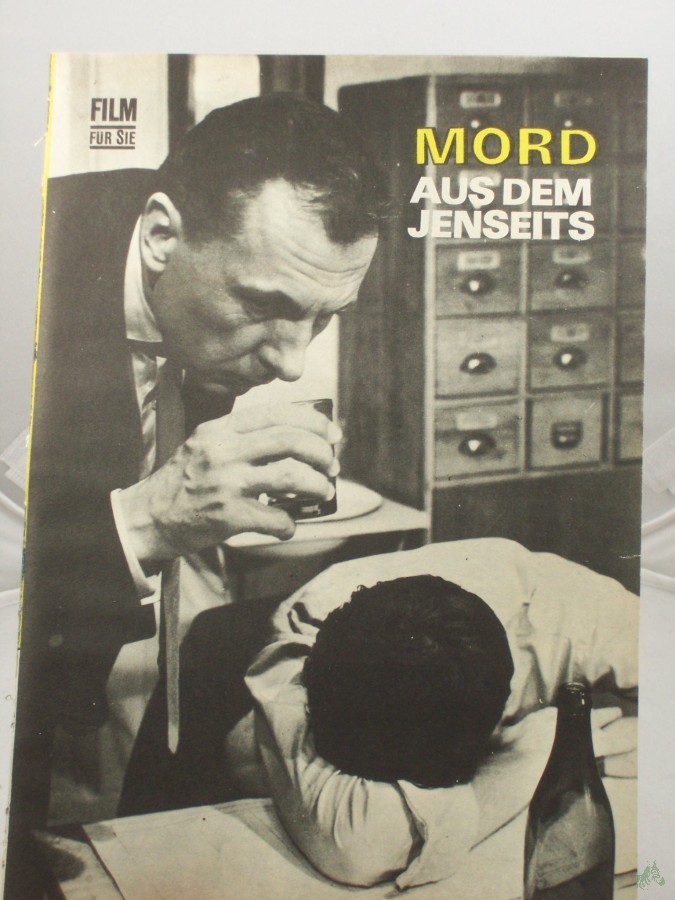 FILM
FÜR SIE
MORD
AUS DEM
JENSEITS